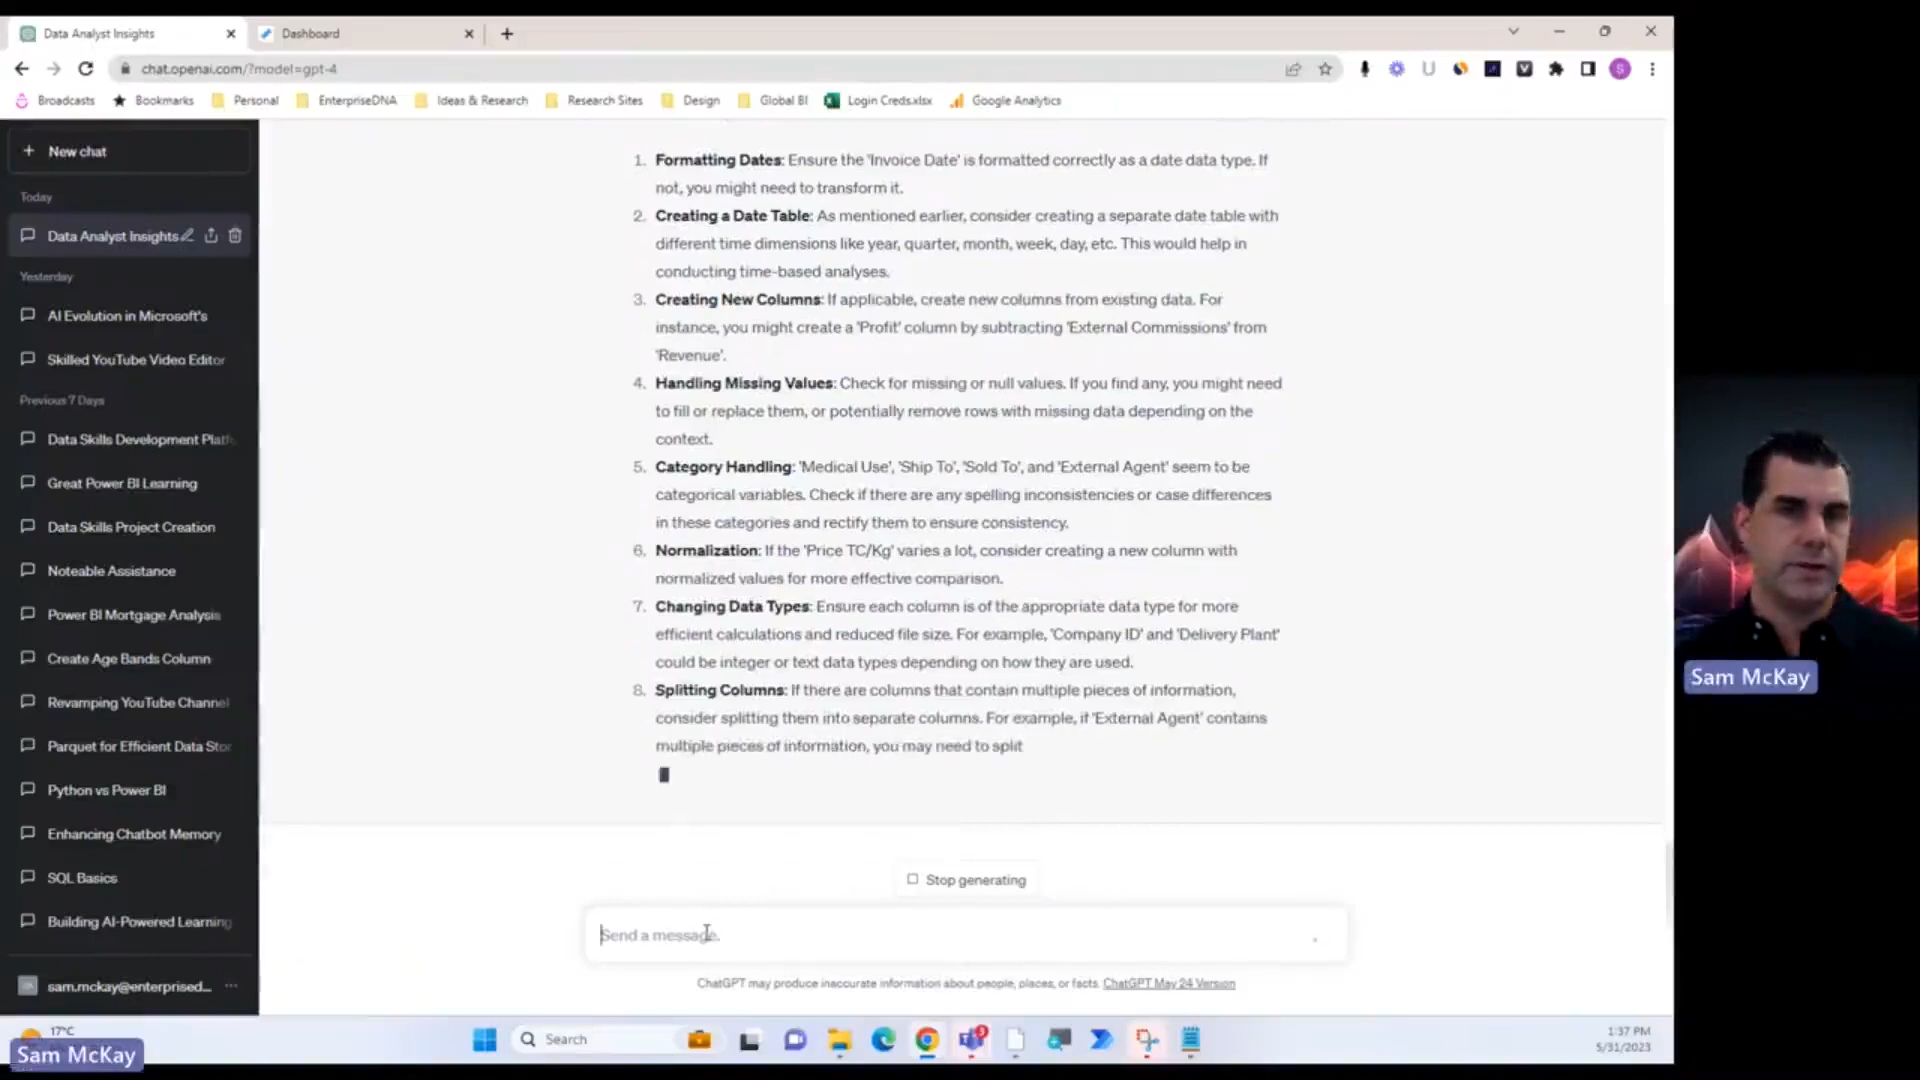 Data Analyst Insights
Dashboard
chat.openai.com/?model=gpt-4
Broadcasts
Bookmarks
Personal
EnterpriseDNA
Ideas & Research
Research Sites
Design
Global BI
Login Creds.xlsx
Google Analytics
New chat
Today
Data Analyst Insights
Yesterday
AI Evolution in Microsoft's
Skilled YouTube Video Editor
Previous 7 Days
Data Skills Development Platf
Great Power BI Learning
Data Skills Project Creation
Noteable Assistance
Power BI Mortgage Analysis
Create Age Bands Column
Revamping YouTube Channel
Parquet for Efficient Data Stor
Python vs Power BI
Enhancing Chatbot Memory
SQL Basics
Building AI-Powered Learning
sam.mckay@enterprised...
1. Formatting Dates: Ensure the 'Invoice Date' is formatted correctly as a date data type. If
not, you might need to transform it.
2. Creating a Date Table: As mentioned earlier, consider creating a separate date table with
different time dimensions like year, quarter, month, week, day, etc. This would help in
conducting time-based analyses.
3. Creating New Columns: If applicable, create new columns from existing data. For
instance, you might create a 'Profit' column by subtracting 'External Commissions' from
'Revenue'.
4. Handling Missing Values: Check for missing or null values. If you find any, you might need
to fill or replace them, or potentially remove rows with missing data depending on the
context.
5. Category Handling: 'Medical Use', 'Ship To', 'Sold To', and 'External Agent' seem to be
categorical variables. Check if there are any spelling inconsistencies or case differences
in these categories and rectify them to ensure consistency.
6. Normalization: If the 'Price TC/Kg' varies a lot, consider creating a new column with
normalized values for more effective comparison.
7. Changing Data Types: Ensure each column is of the appropriate data type for more
efficient calculations and reduced file size. For example, 'Company ID' and 'Delivery Plant'
could be integer or text data types depending on how they are used.
8. Splitting Columns: If there are columns that contain multiple pieces of information,
consider splitting them into separate columns. For example, if 'External Agent' contains
multiple pieces of information, you may need to split
Stop generating
Send a message.
ChatGPT may produce inaccurate information about people, places, or facts. ChatGPT May 24 Version
Sam McKay
17°C
Sam McKay
Search
3
1:37 PM
5/31/2023